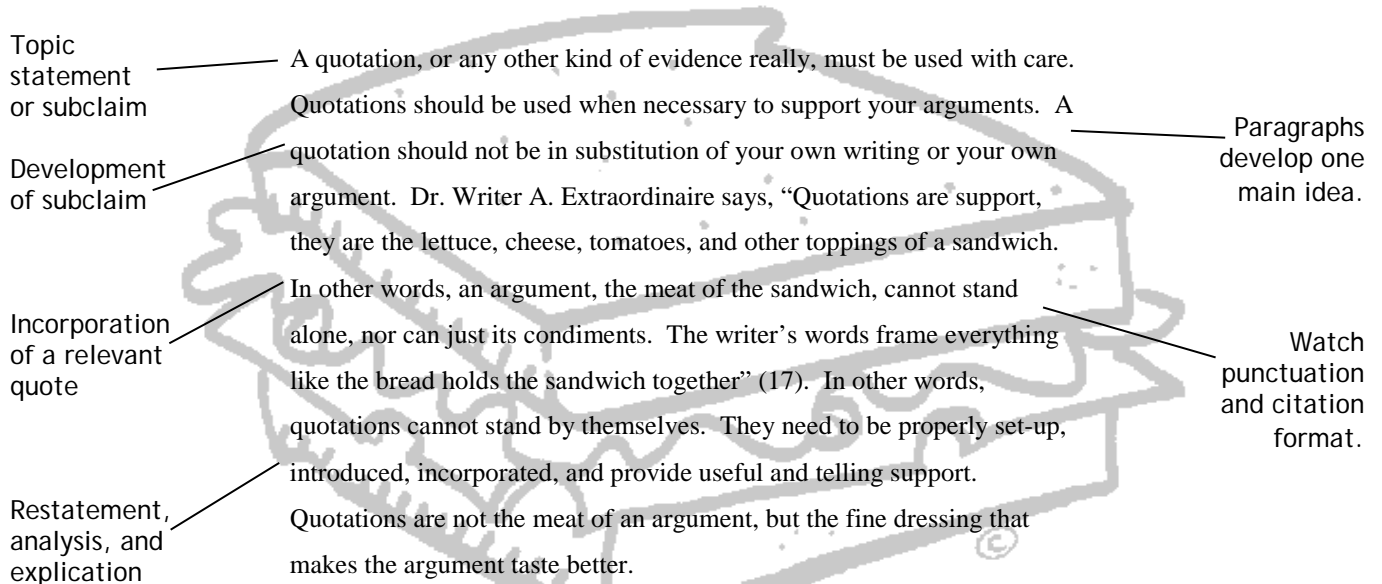 Topic
statement
or subclaim
Development
of subclaim
Incorporation
of a relevant
quote
Restatement,
analysis, and
explication
A quotation, or any other kind of evidence really, must be used with care.
Quotations should be used when necessary to support your arguments.  A
quotation should not be in substitution of your own writing or your own
argument.  Dr. Writer A. Extraordinaire says, “Quotations are support,
they are the lettuce, cheese, tomatoes, and other toppings of a sandwich.
In other words, an argument, the meat of the sandwich, cannot stand
alone, nor can just its condiments.  The writer’s words frame everything
like the bread holds the sandwich together” (17).  In other words,
quotations cannot stand by themselves.  They need to be properly set-up,
introduced, incorporated, and provide useful and telling support.
Quotations are not the meat of an argument, but the fine dressing that
makes the argument taste better.
©
Paragraphs
develop one
main idea.
Watch
punctuation
and citation
format.